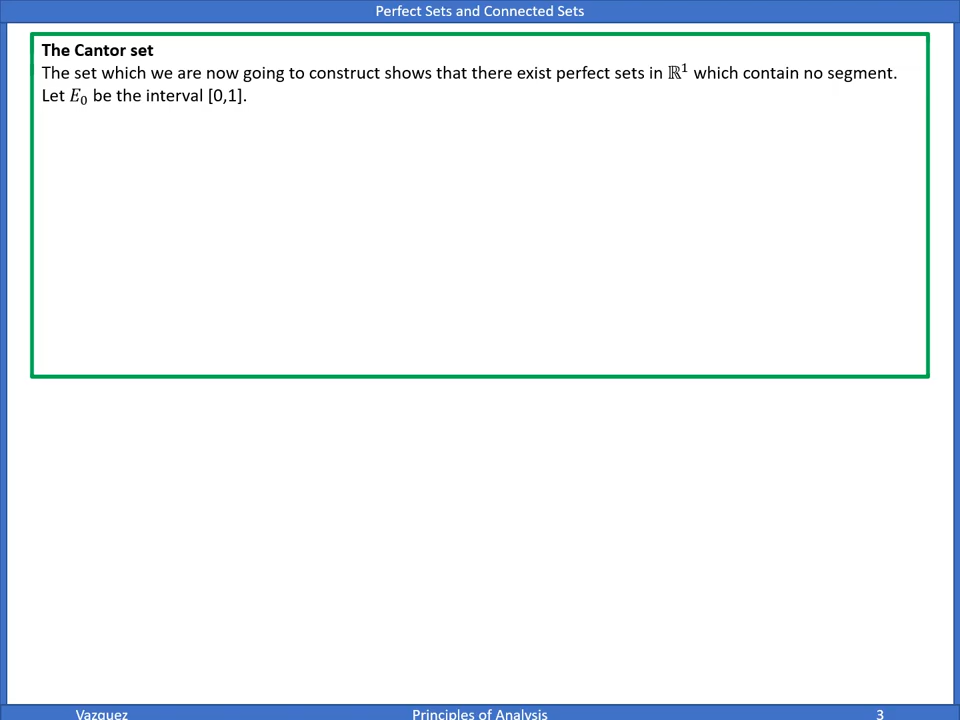 Perfect Sets and Connected Sets
The Cantor set
The set which we are now going to construct shows that there exist perfect sets in ℝ¹ which contain no segment.
Let E₀ be the interval [0,1].
Vazquez
Principles of Analysis
3